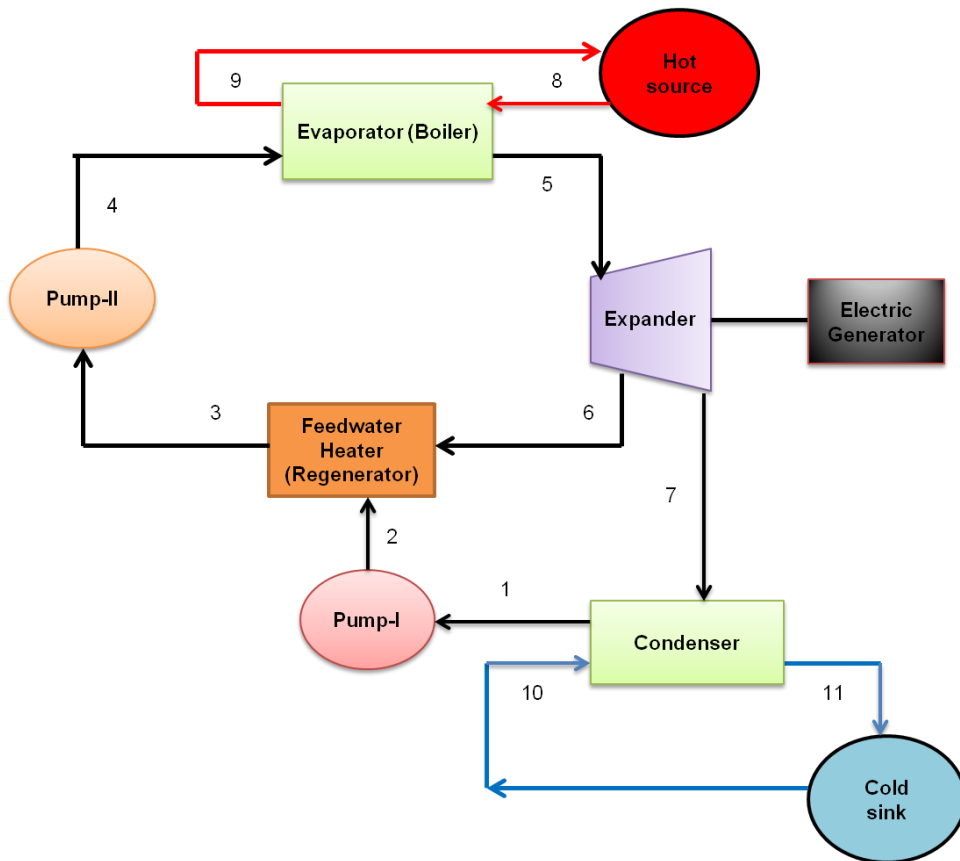 Hot
source
9
8
Evaporator (Boiler)
4
5
Pump-II
Expander
Electric
Generator
3
6
Feedwater
Heater
(Regenerator)
7
2
1
Pump-I
Condenser
10
11
Cold
sink